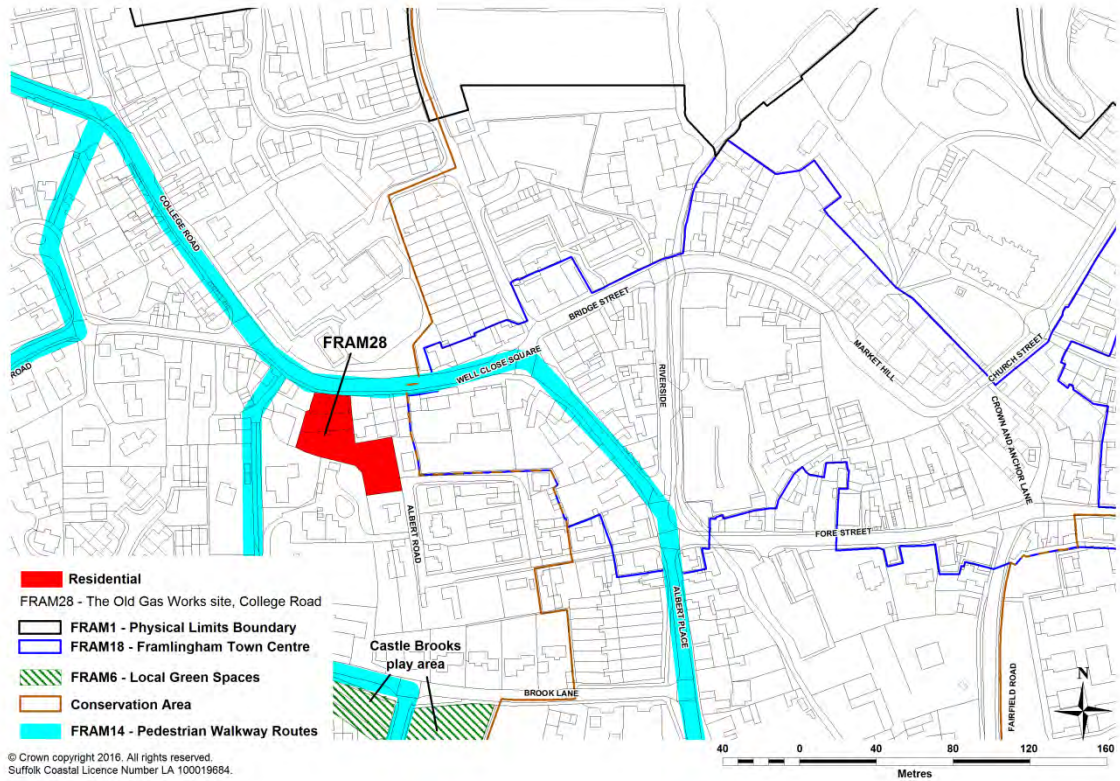 COLLEGE ROAD
FRAM28
ROAD
WELL CLOSE SQUARE
BRIDGE STREET
RIVERSIDE
MARKET HILL
CHURCH STREET
CROWN AND ANCHOR LANE
FORE STREET
ALBERT ROAD
ALBERT PLACE
BROOK LANE
FAIRFIELD ROAD
Castle Brooks
play area
Residential
FRAM28 - The Old Gas Works site, College Road
FRAM1 - Physical Limits Boundary
FRAM18 - Framlingham Town Centre
FRAM6 - Local Green Spaces
Conservation Area
FRAM14 - Pedestrian Walkway Routes
© Crown copyright 2016. All rights reserved.
Suffolk Coastal Licence Number LA 100019684.
N
40 0 40 80 120 160
Metres